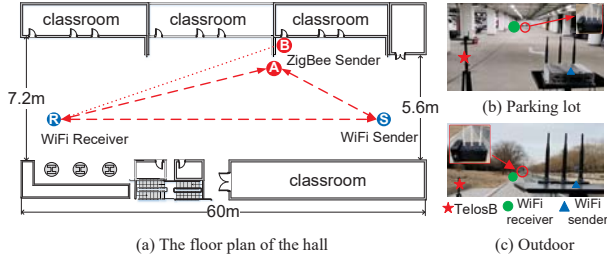 classroom
classroom
classroom
B
ZigBee Sender
A
7.2m
5.6m
R
WiFi Receiver
S
WiFi Sender
classroom
60m
(a) The floor plan of the hall
(b) Parking lot
TelosB
WiFi receiver
WiFi sender
(c) Outdoor